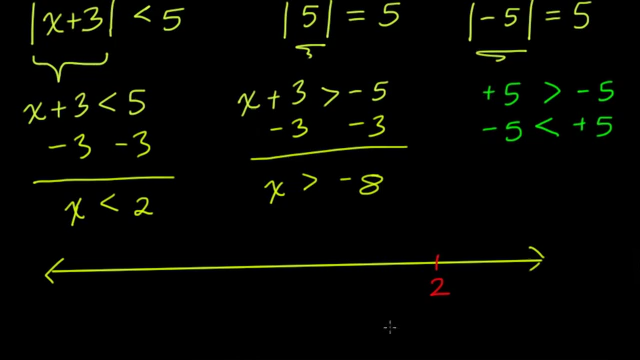 |x+3| < 5
|5| = 5
|-5| = 5
x+3 < 5
-3 -3
x < 2
x+3 > -5
-3 -3
x > -8
+5 > -5
-5 < +5
2